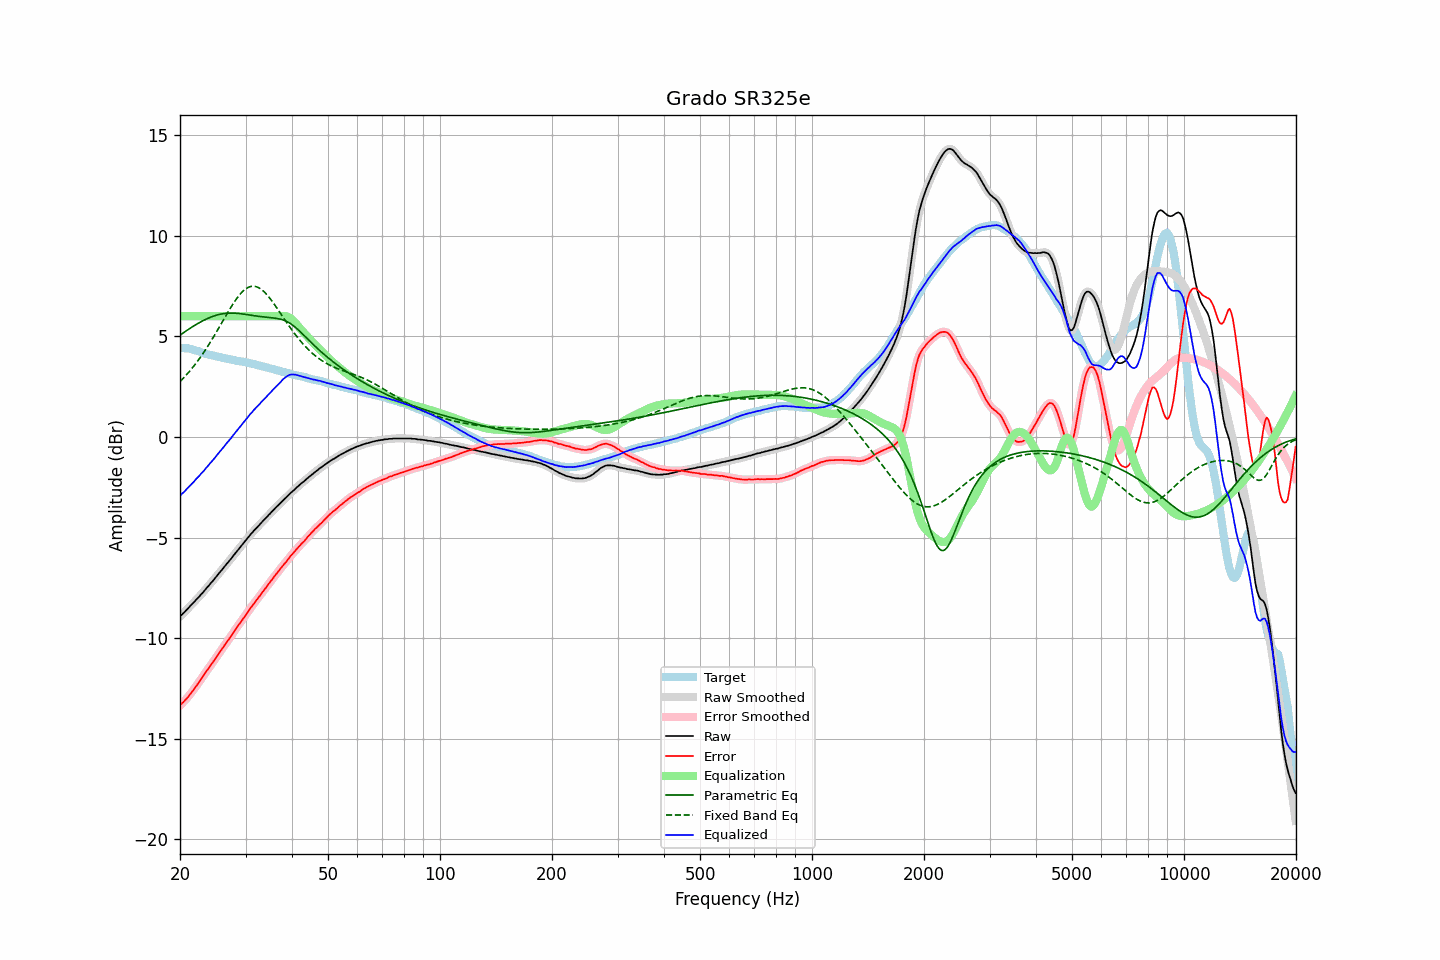 Grado SR325e
15
10
5
0
−5
−10
−15
−20
Amplitude (dBr)
20
50
100
200
500
1000
2000
5000
10000
20000
Frequency (Hz)
Target
Raw Smoothed
Error Smoothed
Raw
Error
Equalization
Parametric Eq
Fixed Band Eq
Equalized